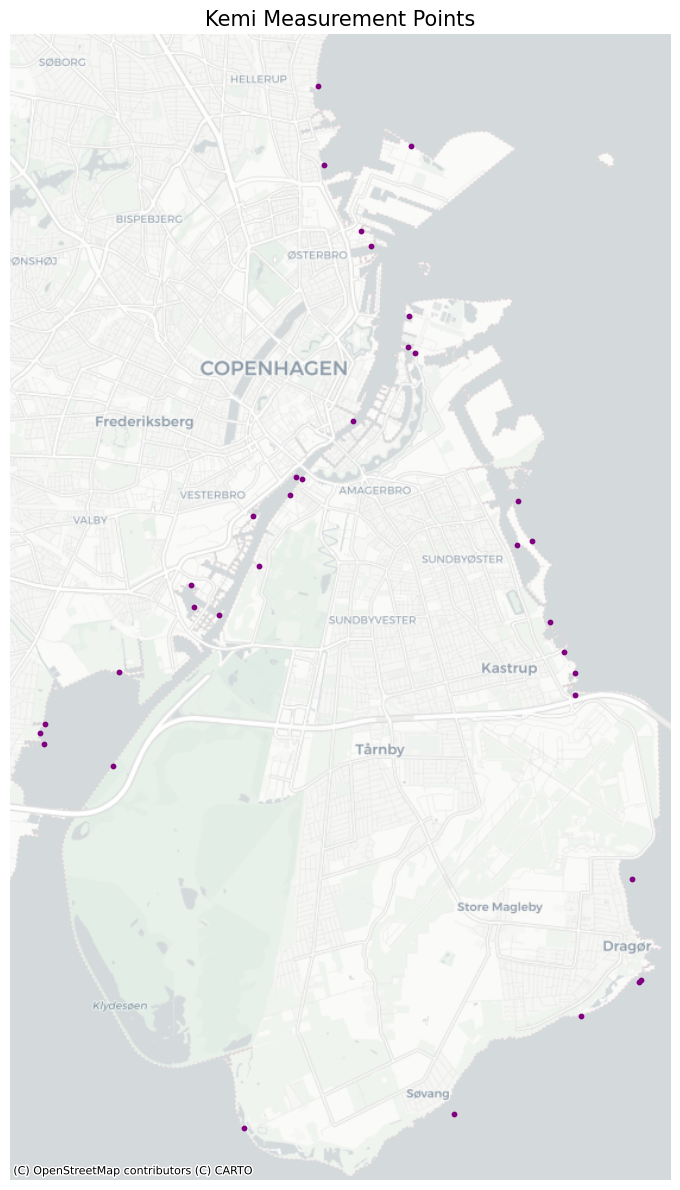 Kemi Measurement Points
SØBORG
HELLERUP
BISPEBJERG
ØSTERBRO
ØNSHØJ
COPENHAGEN
Frederiksberg
VESTERBRO
AMAGERBRO
VALBY
SUNDBYØSTER
SUNDBYVESTER
Kastrup
Tårnby
Store Magleby
Dragør
Klydesøen
Søvang
(C) OpenStreetMap contributors (C) CARTO